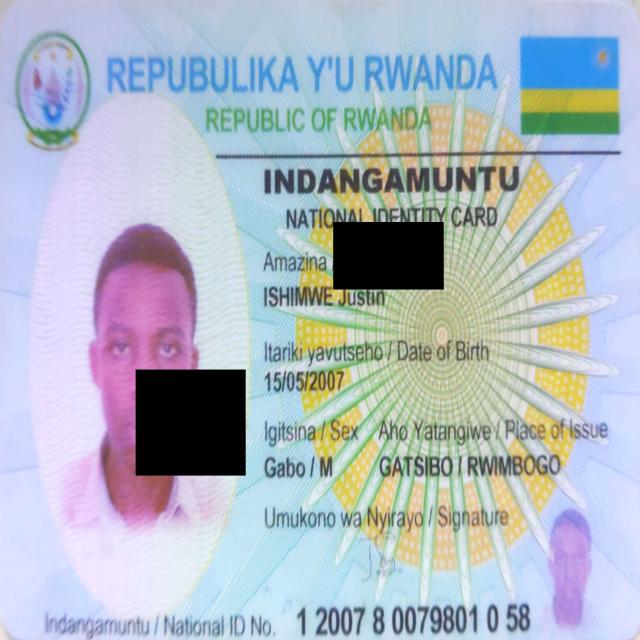 REPUBULIKA Y'U RWANDA
REPUBLIC OF RWANDA
INDANGAMUNTU
NATIONAL IDENTITY CARD
Amazina
ISHIMWE Justin
Itariki yavutseho / Date of Birth
15/05/2007
Igitsina / Sex Aho Yatangiwe / Place of Issue
Gabo / M GATSIBO / RWIMBOGO
Umukono wa Nyirayo / Signature
Indangamuntu / National ID No. 1 2007 8 0079801 0 58